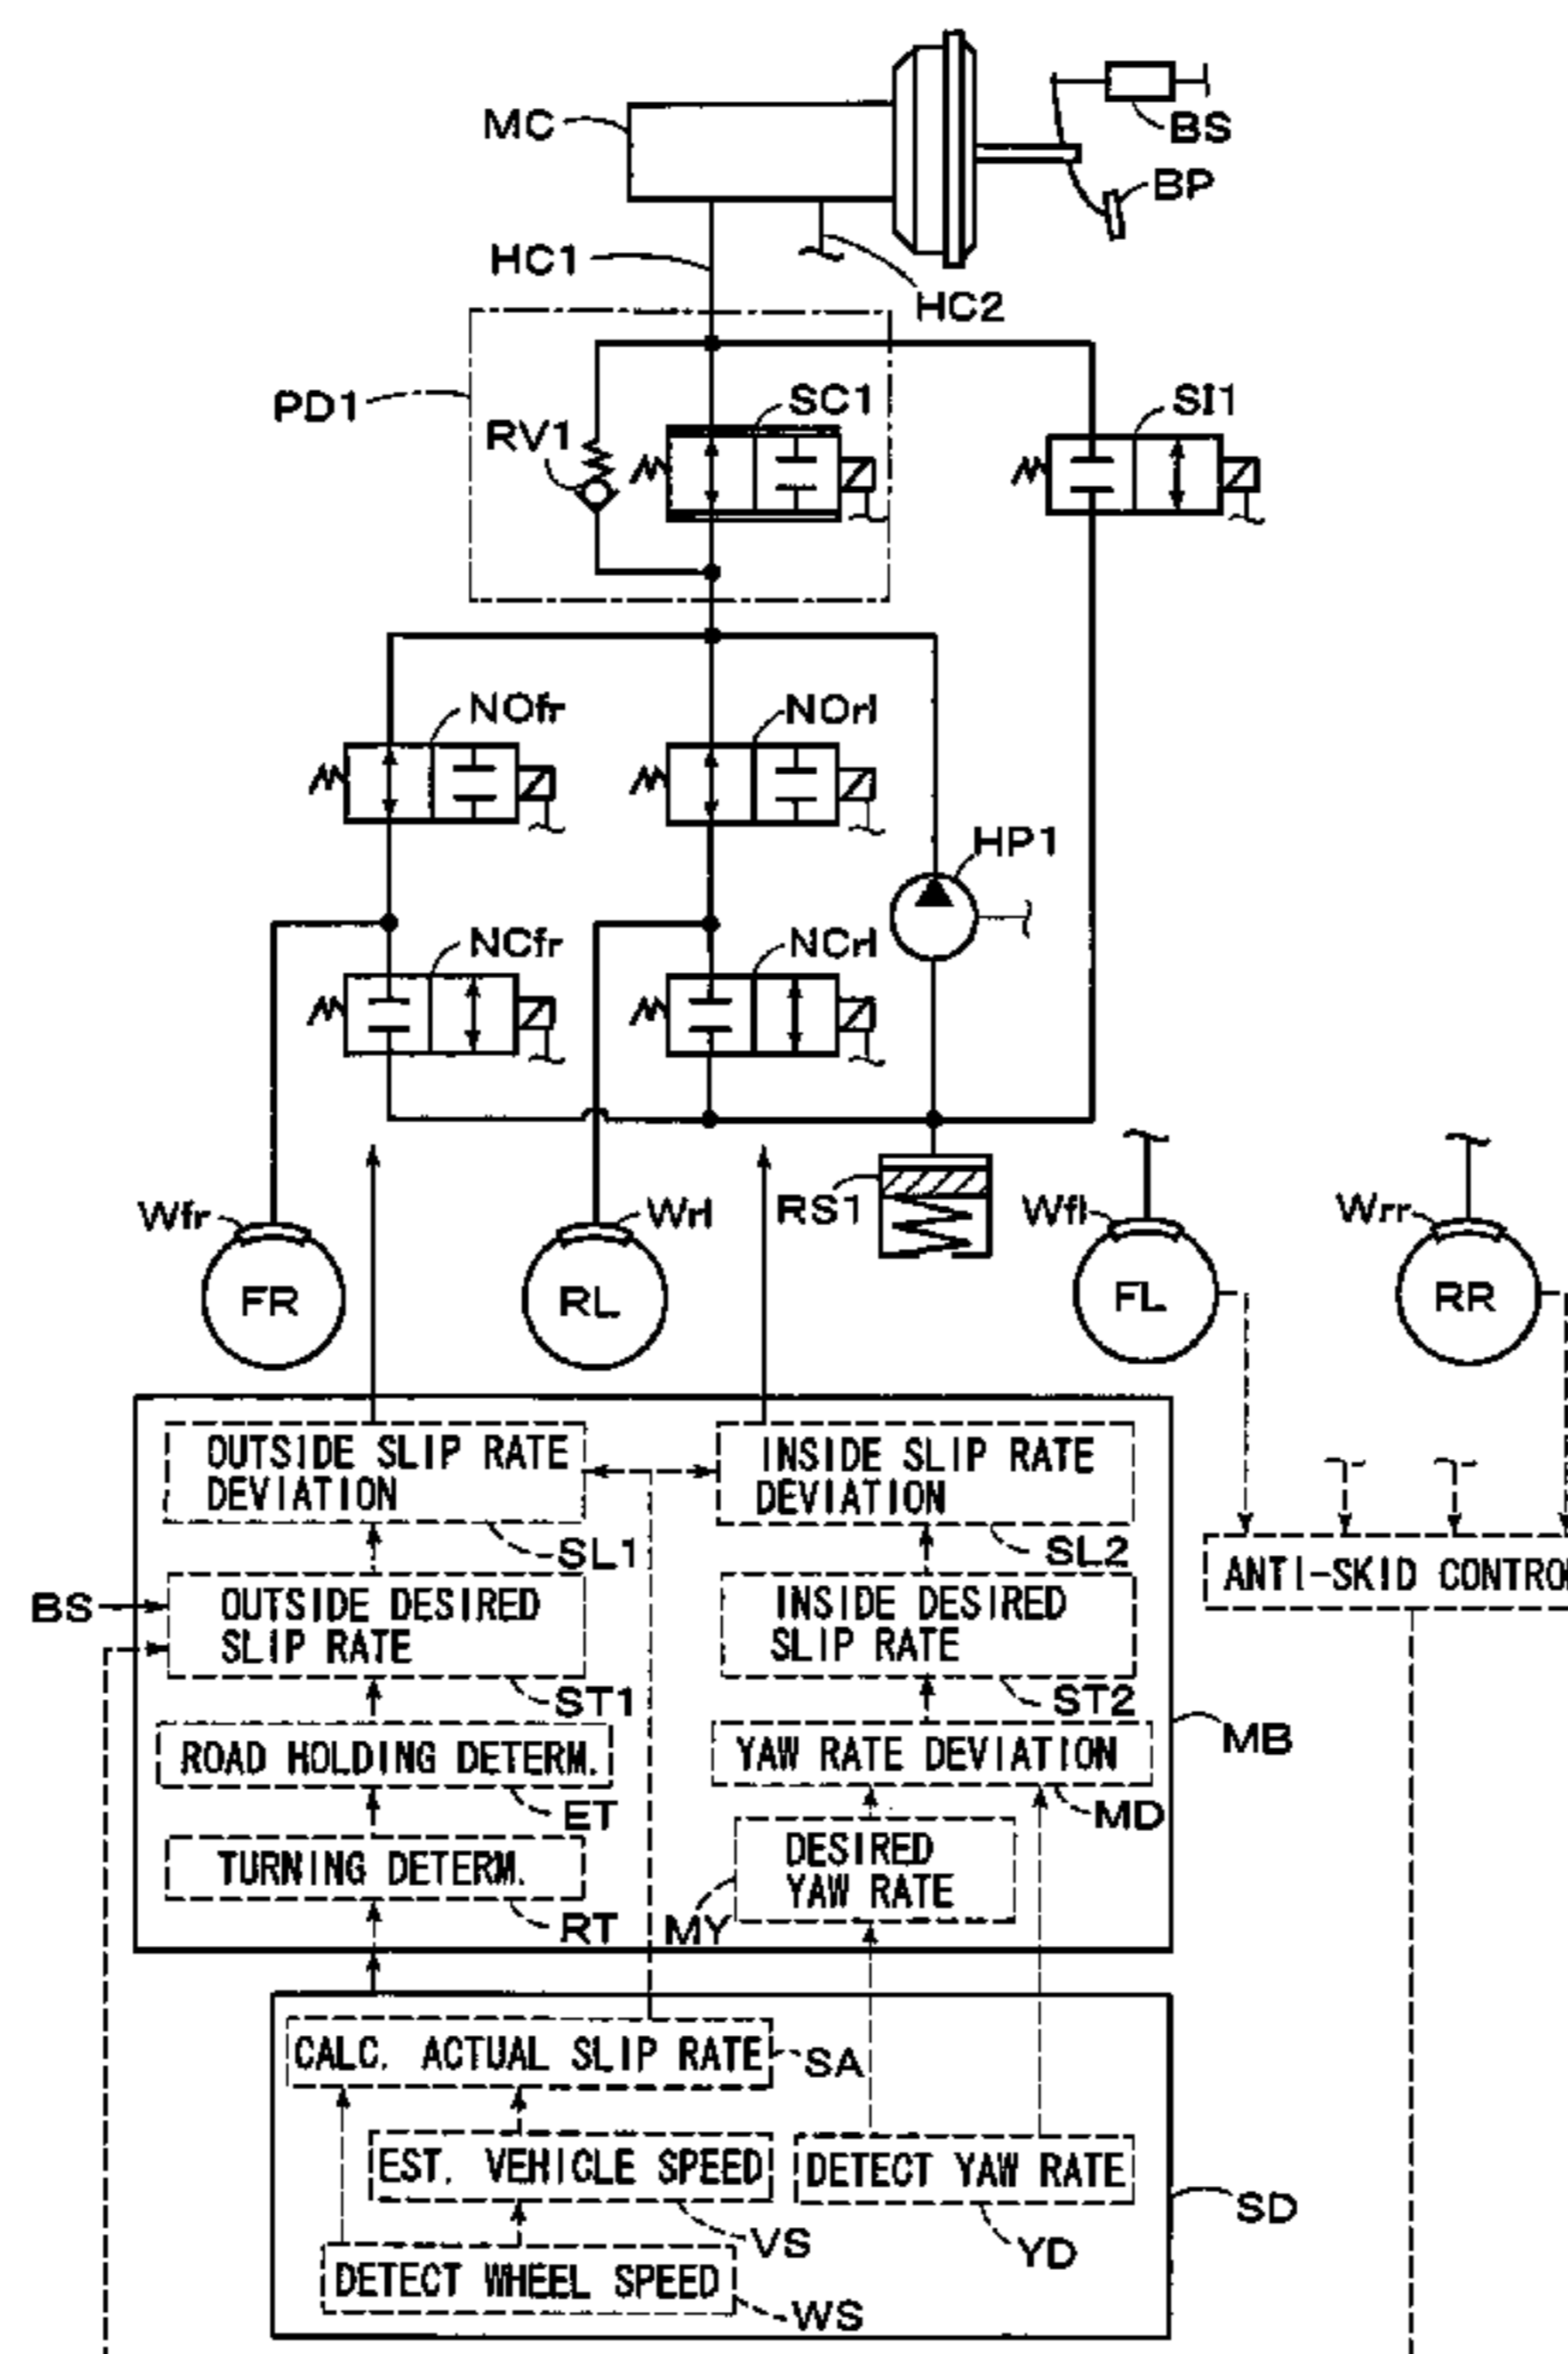 MC
BS
BP
HC1
HC2
PD1
RV1
SC1
SI1
NOfr
NOrl
HP1
NCfr
NCrl
Wfr
Wrl
RS1
Wfl
Wrr
FR
RL
FL
RR
OUTSIDE SLIP RATE
DEVIATION
SL1
INSIDE SLIP RATE
DEVIATION
SL2
ANTI-SKID CONTRO
BS
OUTSIDE DESIRED
SLIP RATE
ST1
INSIDE DESIRED
SLIP RATE
ST2
MB
ROAD HOLDING DETERM.
ET
YAW RATE DEVIATION
MD
TURNING DETERM.
RT
DESIRED
YAW RATE
MY
CALC. ACTUAL SLIP RATE
SA
EST. VEHICLE SPEED
VS
DETECT YAW RATE
YD
SD
DETECT WHEEL SPEED
WS